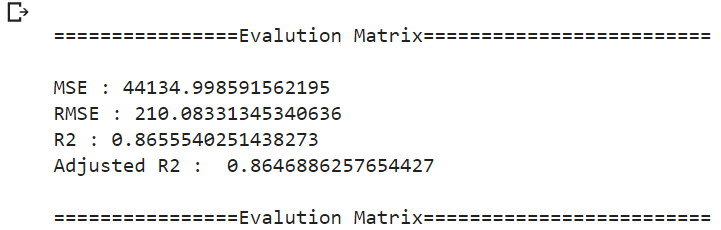 ================Evalution Matrix=========================
MSE : 44134.998591562195
RMSE : 210.08331345340636
R2 : 0.8655540251438273
Adjusted R2 :  0.8646886257654427
================Evalution Matrix=========================